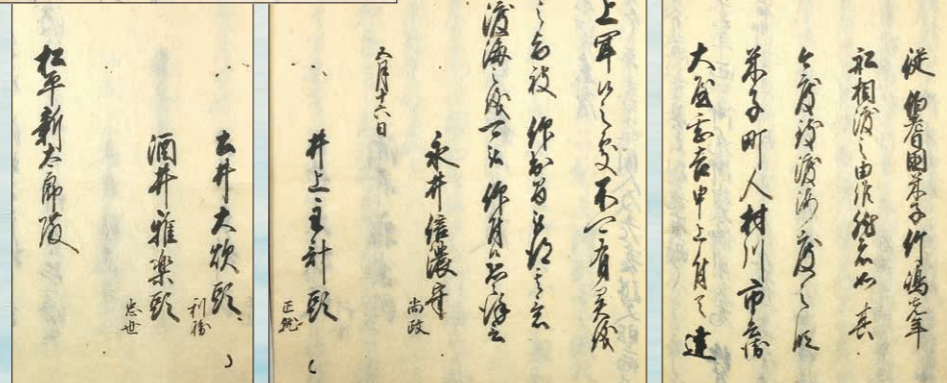 従 伯耆国米子竹嶋先年
船相渡之由候然者如其
今度致渡海度之段
米子町人村川市兵衛
大屋甚吉申上付而達
上聞候之処不可有異儀
之旨被 仰出候間被得其意
渡海之儀可被 仰付候恐々謹言
五月十六日
永井信濃守
尚政
井上主計頭
正就
土井大炊頭
利勝
酒井雅楽頭
忠世
松平新太郎殿